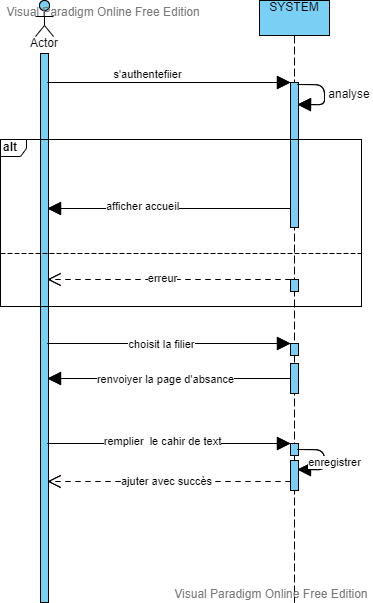 Visual Paradigm Online Free Edition
SYSTEM
Actor
s'authentefiier
analyse
alt
afficher accueil
erreur
choisit la filier
renvoiyer la page d'absance
remplier le cahir de text
enregistrer
ajuter avec succès
Visual Paradigm Online Free Edition